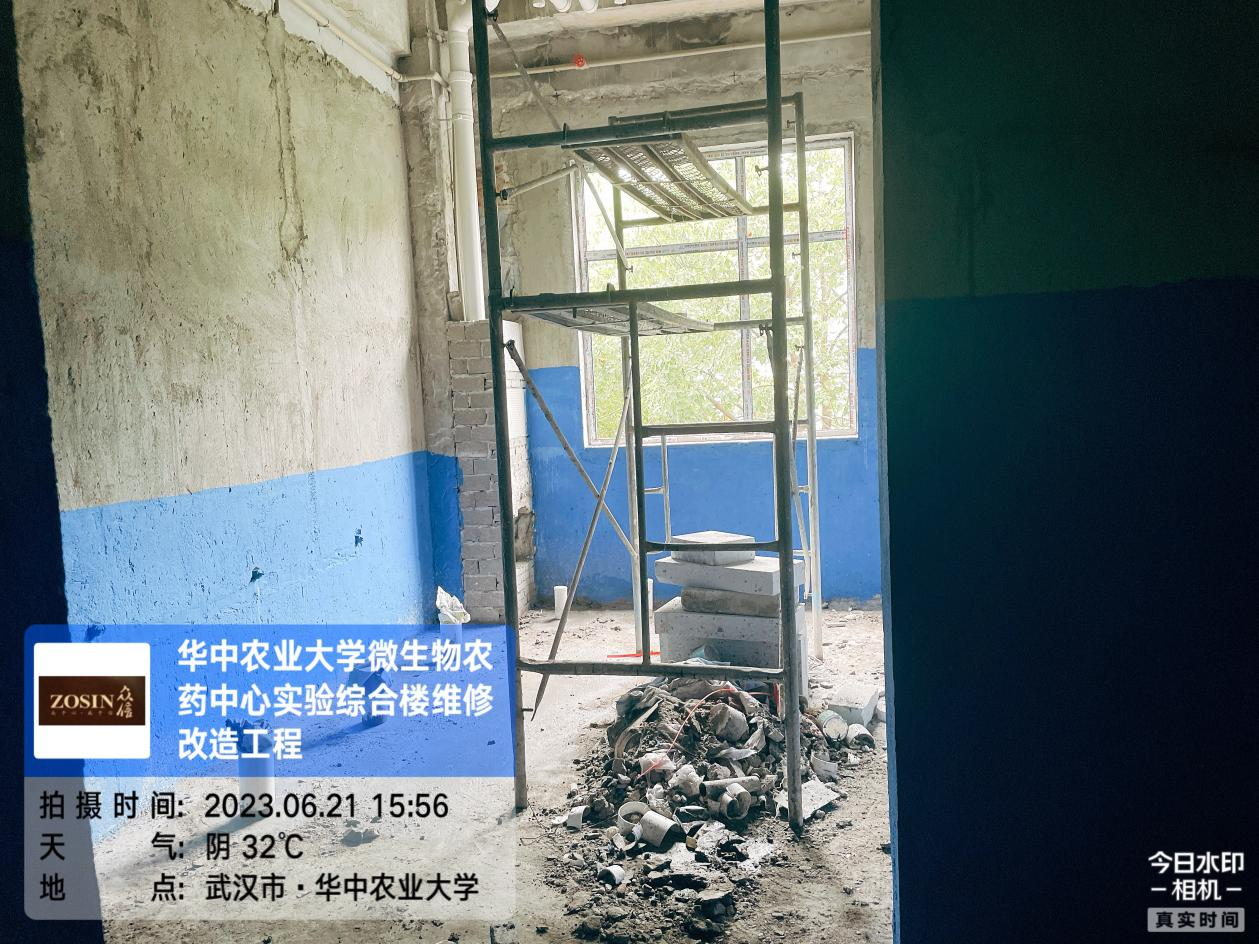 华中农业大学微生物农
药中心实验综合楼维修
改造工程
ZOSIN 众信
拍摄时间: 2023.06.21 15:56
天气: 阴 32℃
地点: 武汉市·华中农业大学
今日水印
-相机-
真实时间